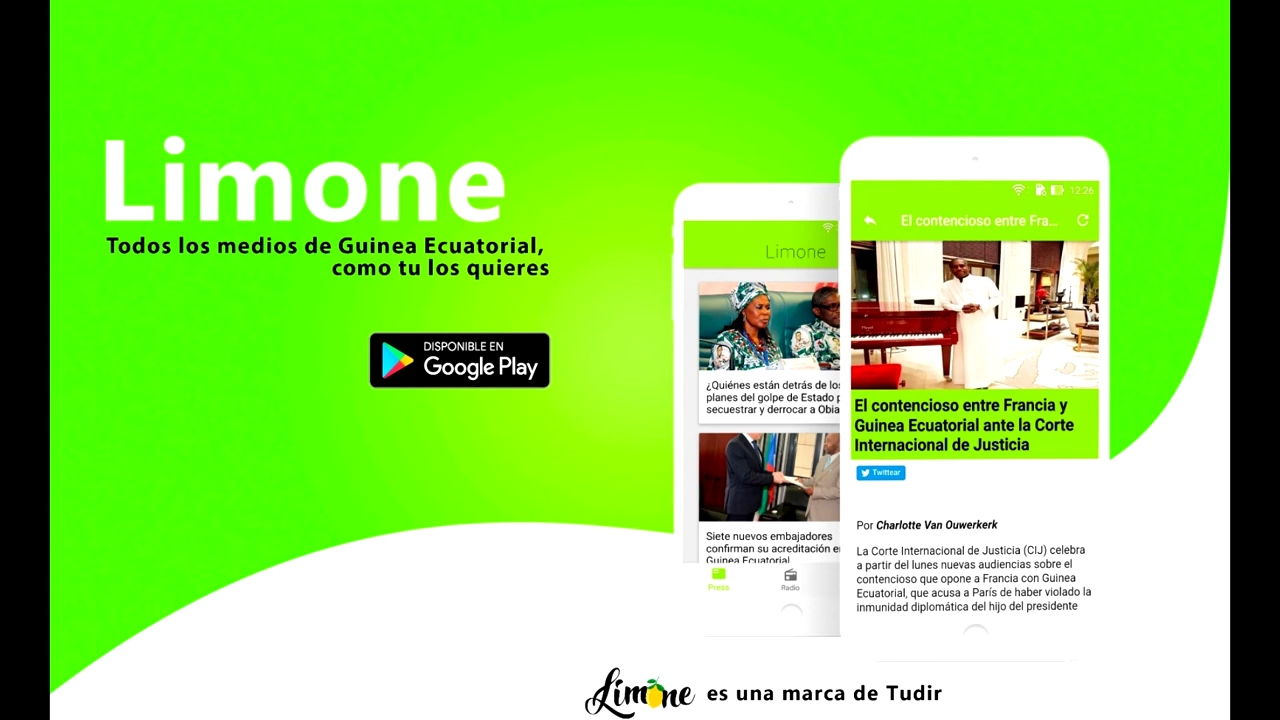 Limone
Todos los medios de Guinea Ecuatorial,
como tu los quieres
DISPONIBLE EN
Google Play
Limone
¿Quiénes están detrás de los
planes del golpe de Estado p
secuestrar y derrocar a Obia
Siete nuevos embajadores
confirman su acreditación e
Guinea Ecuatorial
Press
Radio
12:26
El contencioso entre Fra...
El contencioso entre Francia y
Guinea Ecuatorial ante la Corte
Internacional de Justicia
Twittear
Por Charlotte Van Ouwerkerk
La Corte Internacional de Justicia (CIJ) celebra
a partir del lunes nuevas audiencias sobre el
contencioso que opone a Francia con Guinea
Ecuatorial, que acusa a París de haber violado la
inmunidad diplomática del hijo del presidente
Limone es una marca de Tudir